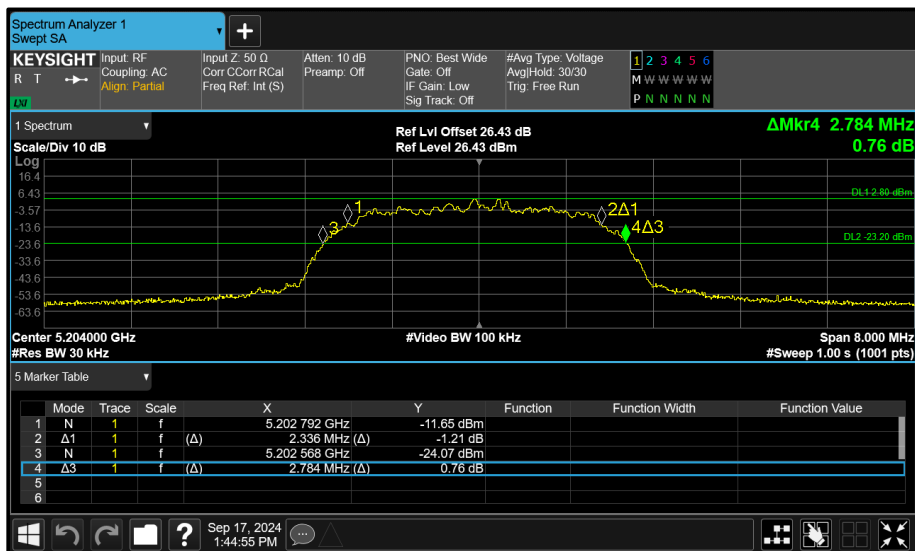 Spectrum Analyzer 1
Swept SA
+
KEYSIGHT
R T
LXI
Input: RF
Coupling: AC
Align: Partial
Input Z: 50 Ω
Corr CCorr RCal
Freq Ref: Int (S)
Atten: 10 dB
Preamp: Off
PNO: Best Wide
Gate: Off
IF Gain: Low
Sig Track: Off
#Avg Type: Voltage
Avg|Hold: 30/30
Trig: Free Run
1 2 3 4 5 6
M W W W W W
P N N N N N
1 Spectrum
Scale/Div 10 dB
Ref Lvl Offset 26.43 dB
Ref Level 26.43 dBm
ΔMkr4 2.784 MHz
0.76 dB
Log
16.4
6.43
-3.57
-13.6
-23.6
-33.6
-43.6
-53.6
-63.6
DL1 2.80 dBm
1
2Δ1
3
4Δ3
DL2 -23.20 dBm
Center 5.204000 GHz
#Video BW 100 kHz
Span 8.000 MHz
#Res BW 30 kHz
#Sweep 1.00 s (1001 pts)
5 Marker Table
Mode Trace Scale X Y Function Function Width Function Value
1 N 1 f 5.202 792 GHz -11.65 dBm
2 Δ1 1 f (Δ) 2.336 MHz (Δ) -1.21 dB
3 N 1 f 5.202 568 GHz -24.07 dBm
4 Δ3 1 f (Δ) 2.784 MHz (Δ) 0.76 dB
5
6
?
Sep 17, 2024
1:44:55 PM